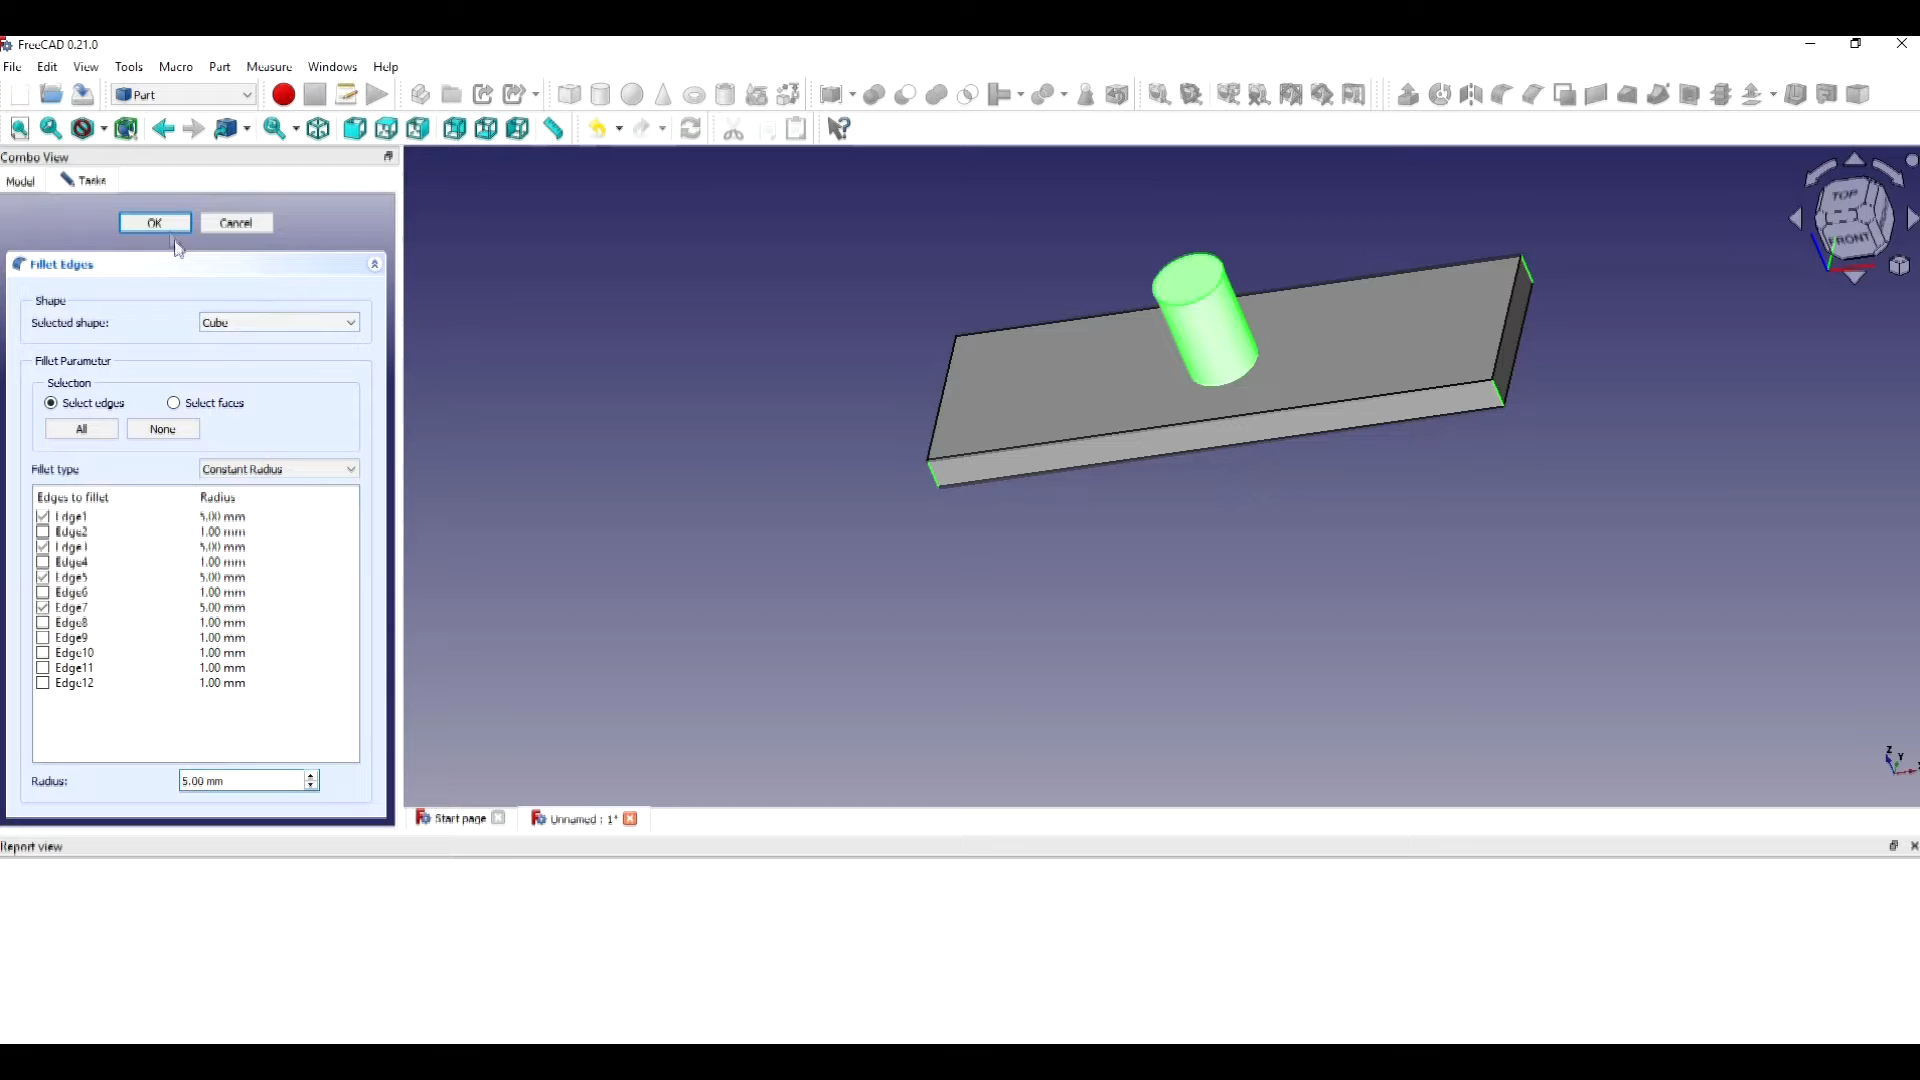 FreeCAD 0.21.0
File Edit View Tools Macro Part Measure Windows Help
Part
Combo View
Model Tasks
OK Cancel
Fillet Edges
Shape
Selected shape: Cube
Fillet Parameter
Selection
Select edges Select faces
All None
Fillet type Constant Radius
Edges to fillet Radius
Edge1 5.00 mm
Edge2 1.00 mm
Edge3 5.00 mm
Edge4 1.00 mm
Edge5 5.00 mm
Edge6 1.00 mm
Edge7 5.00 mm
Edge8 1.00 mm
Edge9 1.00 mm
Edge10 1.00 mm
Edge11 1.00 mm
Edge12 1.00 mm
Radius: 5.00 mm
TOP
FRONT
Z
Y
Start page Unnamed : 1*
Report view